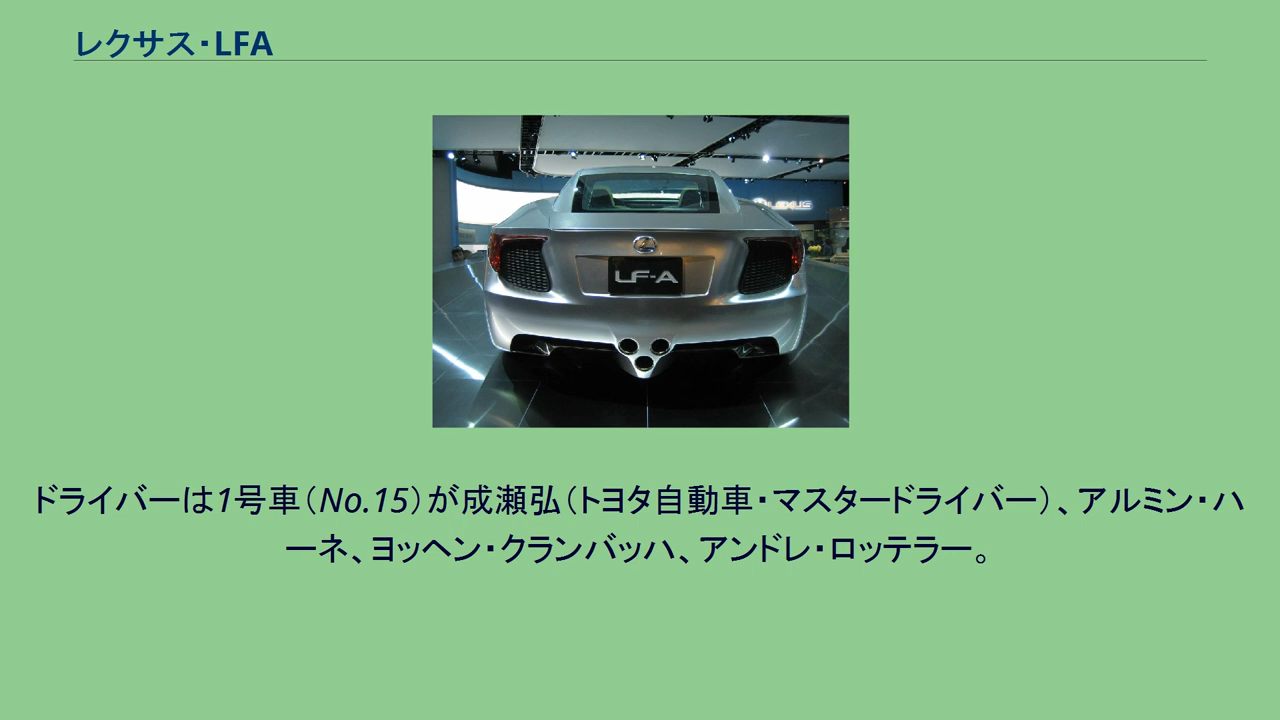 レクサス・LFA
LEXUS
LF-A
ドライバーは1号車（No.15）が成瀬弘（トヨタ自動車・マスタードライバー）、アルミン・ハ
ーネ、ヨッヘン・クランバッハ、アンドレ・ロッテラー。